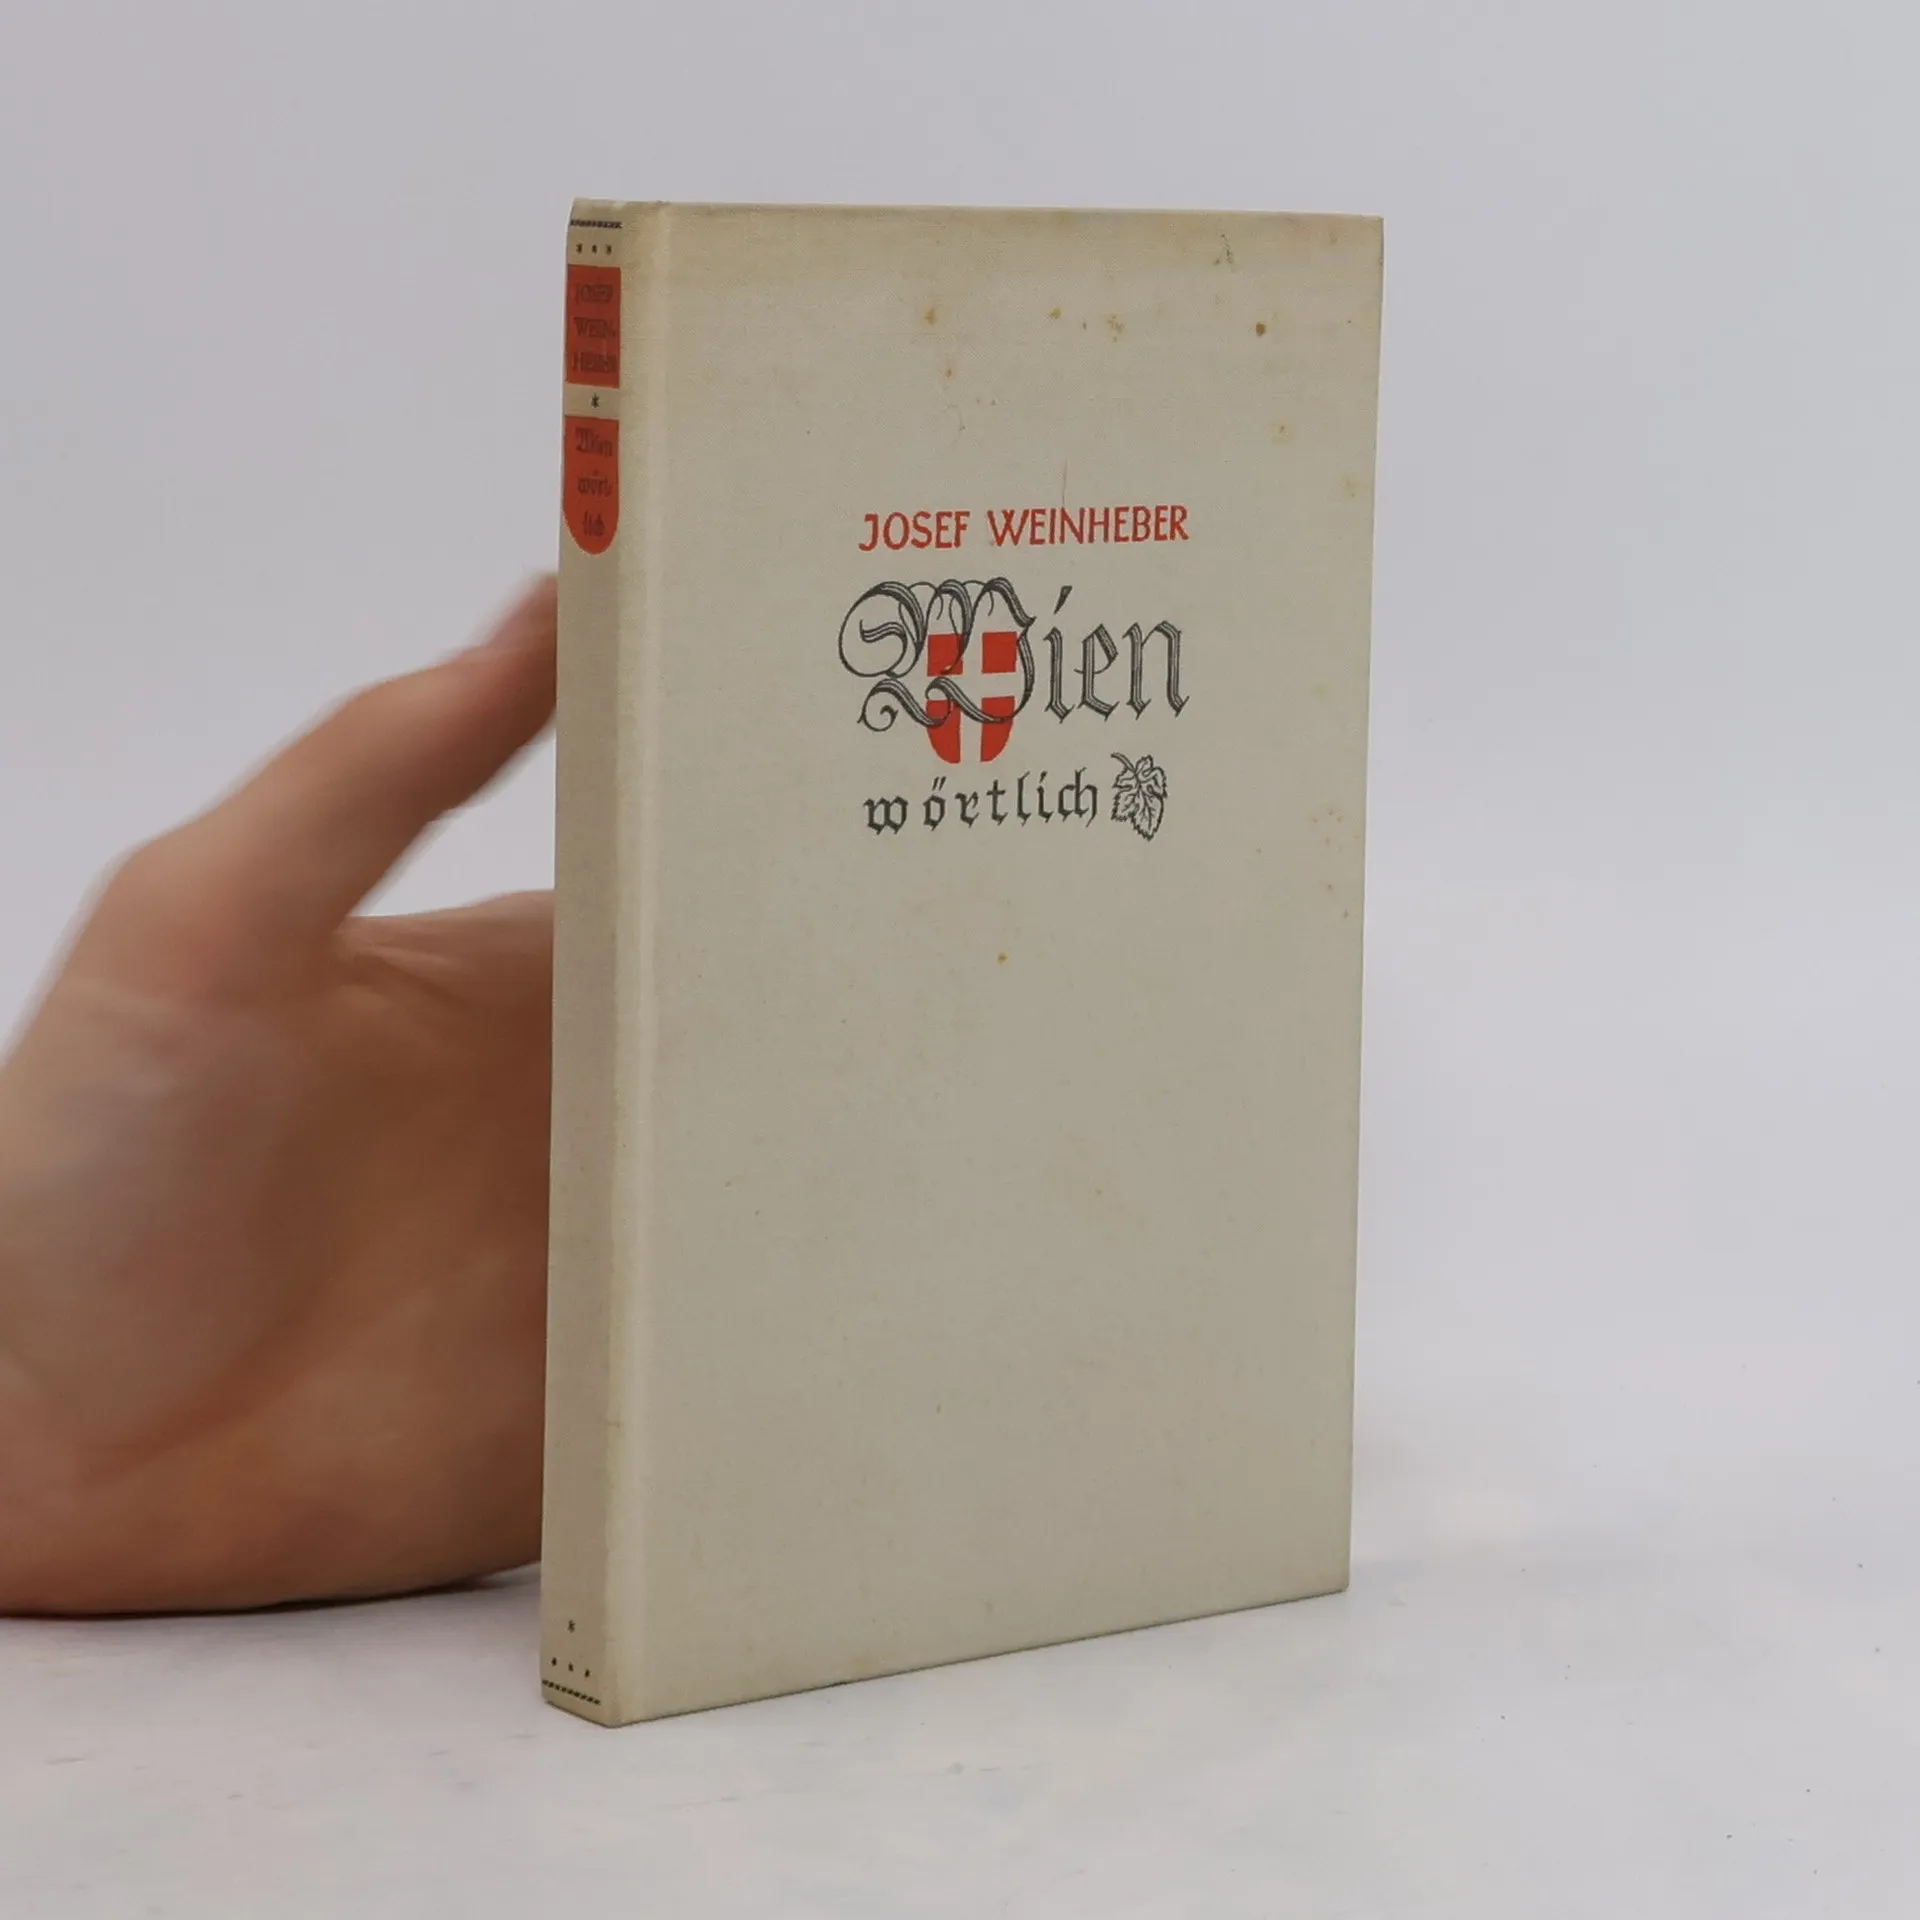 JOSEF
WEIN-
HEBER
Wien
wört-
lich
JOSEF WEINHEBER
Wien
wörtlich